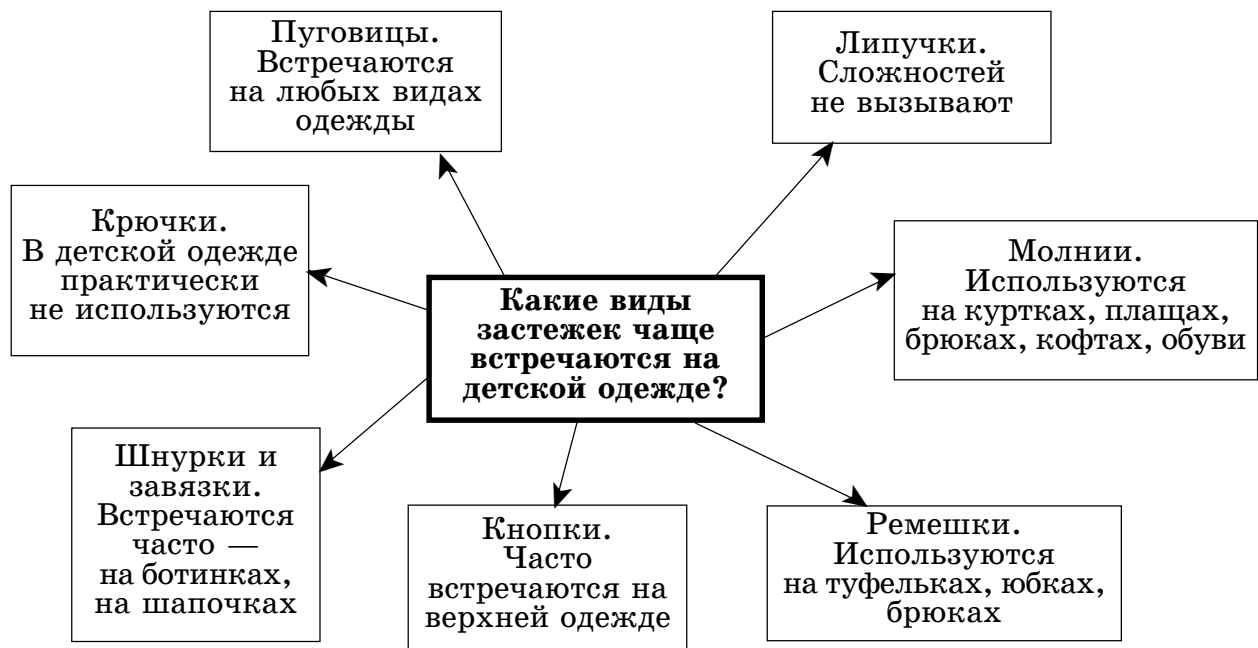 Пуговицы.
Встречаются
на любых видах
одежды
Липучки.
Сложностей
не вызывают
Крючки.
В детской одежде
практически
не используются
Какие виды
застежек чаще
встречаются на
детской одежде?
Молнии.
Используются
на куртках, плащах,
брюках, кофтах, обуви
Шнурки и
завязки.
Встречаются
часто —
на ботинках,
на шапочках
Кнопки.
Часто
встречаются на
верхней одежде
Ремешки.
Используются
на туфельках, юбках,
брюках